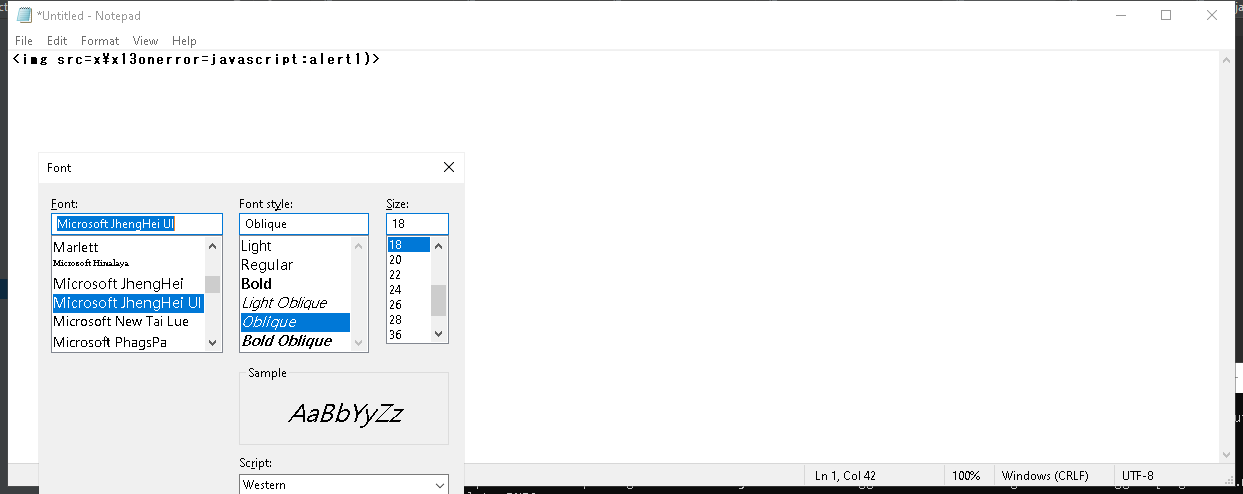 *Untitled - Notepad
File Edit Format View Help
<img src=x¥x13onerror=javascript:alert1)>
Font
Font: Font style: Size:
Microsoft JhengHei UI Oblique 18
Marlett Light 18
Microsoft Himalaya Regular 20
Microsoft JhengHei Bold 22
Microsoft JhengHei UI Light Oblique 24
Microsoft New Tai Lue Oblique 26
Microsoft PhagsPa Bold Oblique 28
36
Sample
AaBbYyZz
Script:
Western
Ln 1, Col 42 100% Windows (CRLF) UTF-8